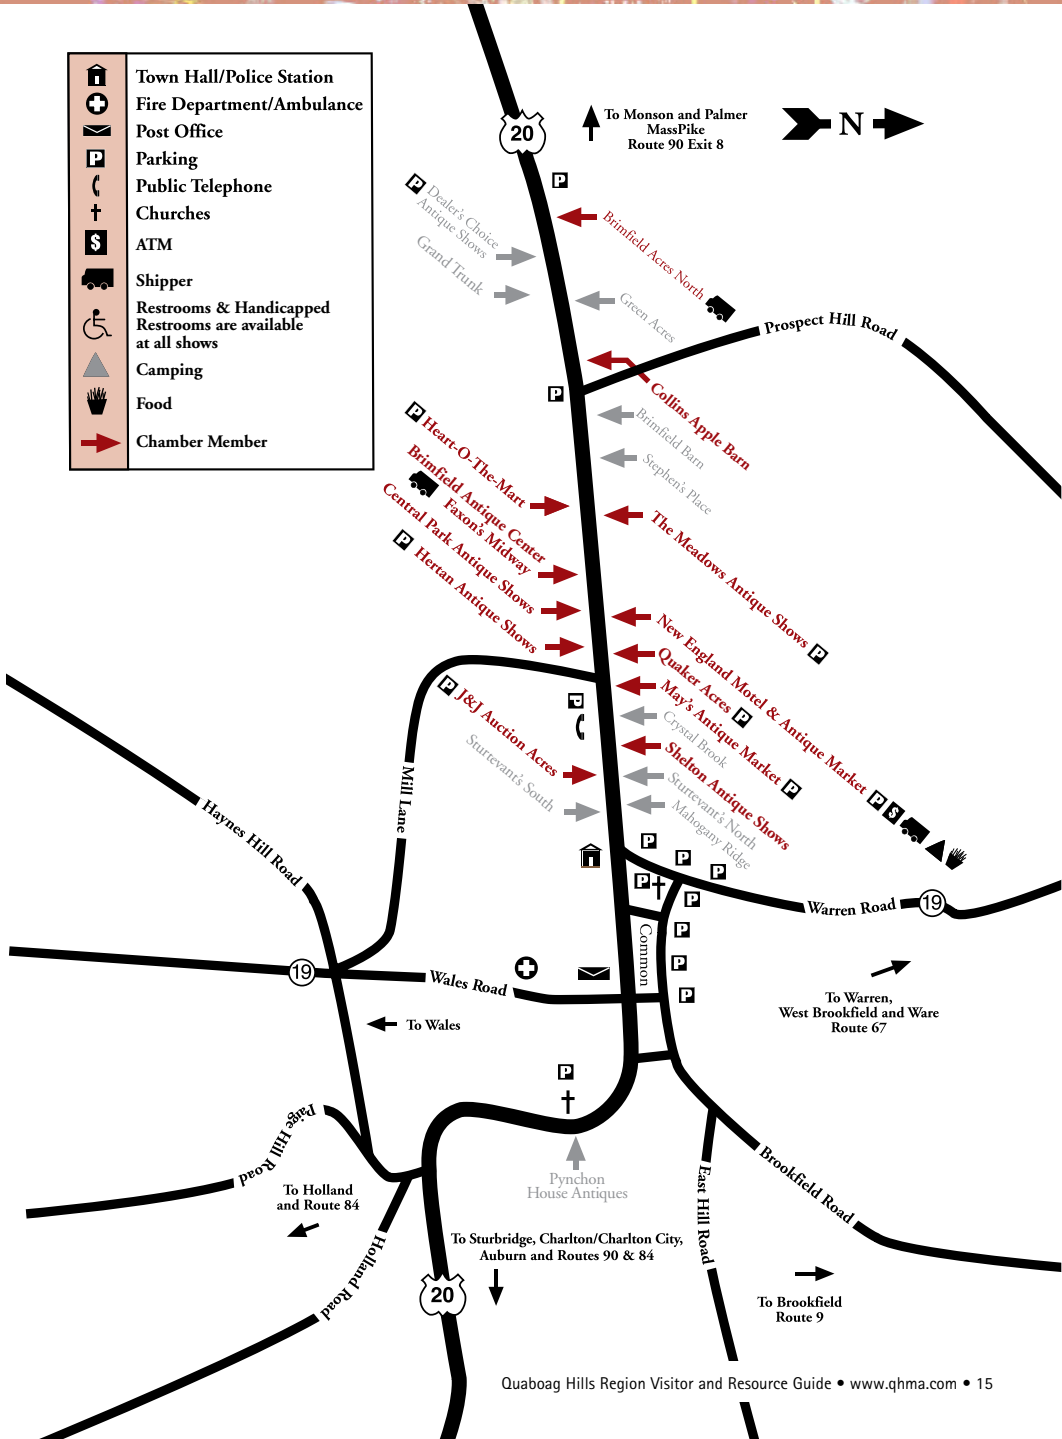 Town Hall/Police Station
Fire Department/Ambulance
Post Office
P
Parking
Public Telephone
Churches
$
ATM
Shipper
Restrooms & Handicapped
Restrooms are available
at all shows
Camping
Food
Chamber Member
20
To Monson and Palmer
MassPike
Route 90 Exit 8
N
P
P
Dealer's Choice
Antique Shows
Grand Trunk
Brimfield Acres North
Green Acres
Prospect Hill Road
P
Collins Apple Barn
Brimfield Barn
Stephen's Place
P
Heart-O-The-Mart
Brimfield Antique Center
Faxon's Midway
Central Park Antique Shows
P
Hertan Antique Shows
The Meadows Antique Shows
P
New England Motel & Antique Market
P
$
Quaker Acres
P
May's Antique Market
P
Crystal Brook
Shelton Antique Shows
Sturtevant's North
Mahogany Ridge
P
P
J&J Auction Acres
Sturtevant's South
Mill Lane
Haynes Hill Road
P
P
P
P
P
P
P
P
Common
Warren Road
19
19
Wales Road
To Wales
To Warren,
West Brookfield and Ware
Route 67
P
Paige Hill Road
To Holland
and Route 84
Holland Road
Pynchon
House Antiques
To Sturbridge, Charlton/Charlton City,
Auburn and Routes 90 & 84
20
East Hill Road
Brookfield Road
To Brookfield
Route 9
Quaboag Hills Region Visitor and Resource Guide • www.qhma.com • 15